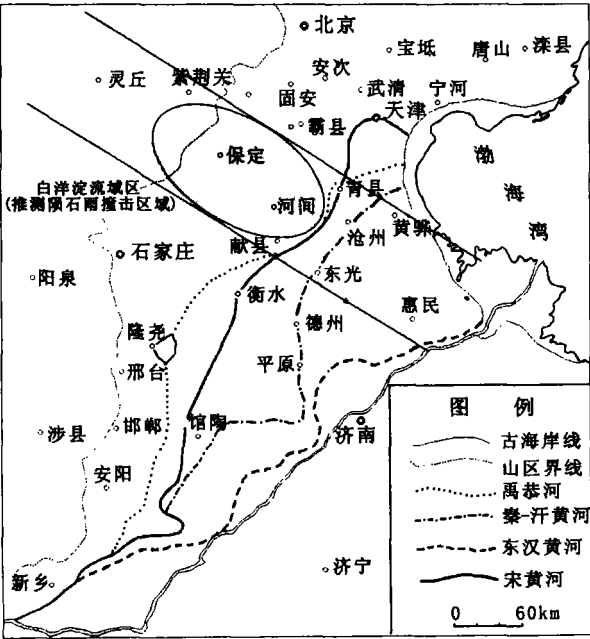 北京
宝坻
唐山
滦县
灵丘
紫荆关
安次
固安
武清
宁河
天津
霸县
保定
渤海湾
白洋淀流域区
(推测陨石雨撞击区域)
河间
青县
沧州
黄骅
献县
石家庄
阳泉
东光
衡水
惠民
德州
隆尧
平原
邢台
涉县
邯郸
馆陶
济南
安阳
新乡
济宁
图 例
古海岸线
山区界线
禹恭河
秦-汗黄河
东汉黄河
宋黄河
0 60km